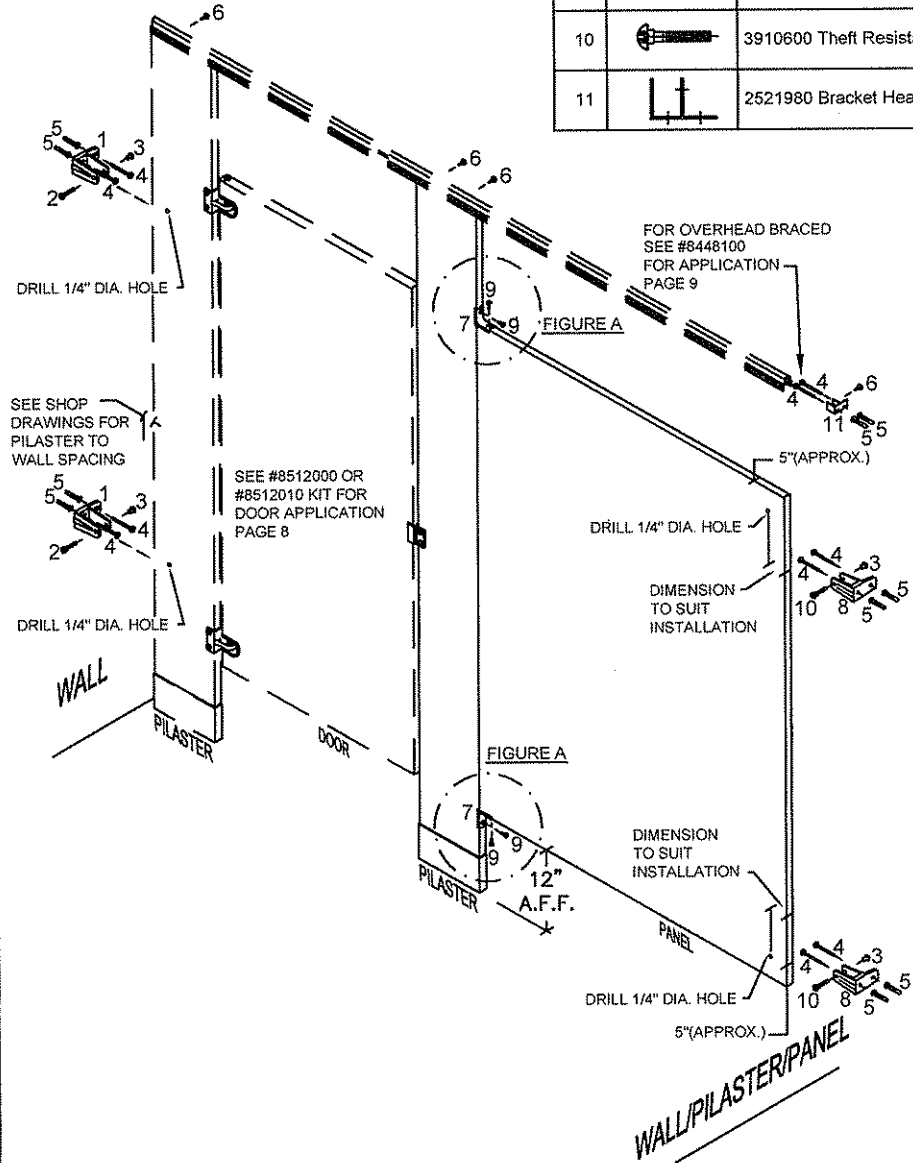 10 3910600 Theft Resist
11 2521980 Bracket Hea
6
5
5 1 3
4
2 4
DRILL 1/4" DIA. HOLE
6
6
FOR OVERHEAD BRACED
SEE #8448100
FOR APPLICATION
PAGE 9
9
7 9
FIGURE A
4
4 6
11 5
5
SEE SHOP
DRAWINGS FOR
PILASTER TO
WALL SPACING
5"(APPROX.)
SEE #8512000 OR
#8512010 KIT FOR
DOOR APPLICATION
PAGE 8
5
5 1 3
4
2 4
DRILL 1/4" DIA. HOLE
DRILL 1/4" DIA. HOLE
4
4 3
10 8 5
5
DIMENSION
TO SUIT
INSTALLATION
WALL
PILASTER
DOOR
FIGURE A
7 9
9
12"
A.F.F.
PILASTER
PANEL
DIMENSION
TO SUIT
INSTALLATION
4
4 3
10 8 5
5
DRILL 1/4" DIA. HOLE
5"(APPROX.)
WALL/PILASTER/PANEL